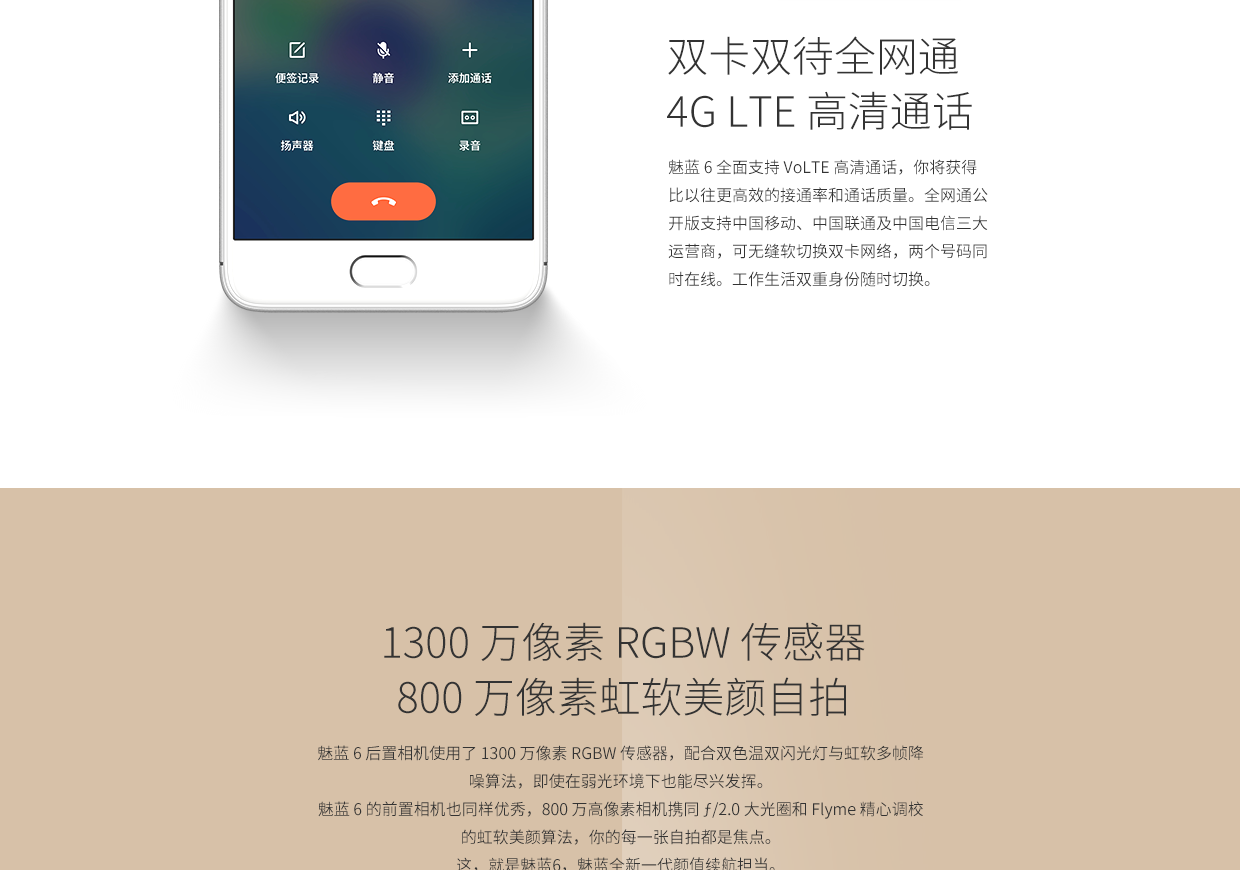 便签记录 静音 添加通话
扬声器 键盘 录音
双卡双待全网通
4G LTE 高清通话
魅蓝 6 全面支持 VoLTE 高清通话，你将获得
比以往更高效的接通率和通话质量。全网通公
开版支持中国移动、中国联通及中国电信三大
运营商，可无缝软切换双卡网络，两个号码同
时在线。工作生活双重身份随时切换。
1300 万像素 RGBW 传感器
800 万像素虹软美颜自拍
魅蓝 6 后置相机使用了 1300 万像素 RGBW 传感器，配合双色温双闪光灯与虹软多帧降
噪算法，即使在弱光环境下也能尽兴发挥。
魅蓝 6 的前置相机也同样优秀，800 万高像素相机携同 ƒ/2.0 大光圈和 Flyme 精心调校
的虹软美颜算法，你的每一张自拍都是焦点。
这，就是魅蓝6，魅蓝全新一代颜值续航担当。